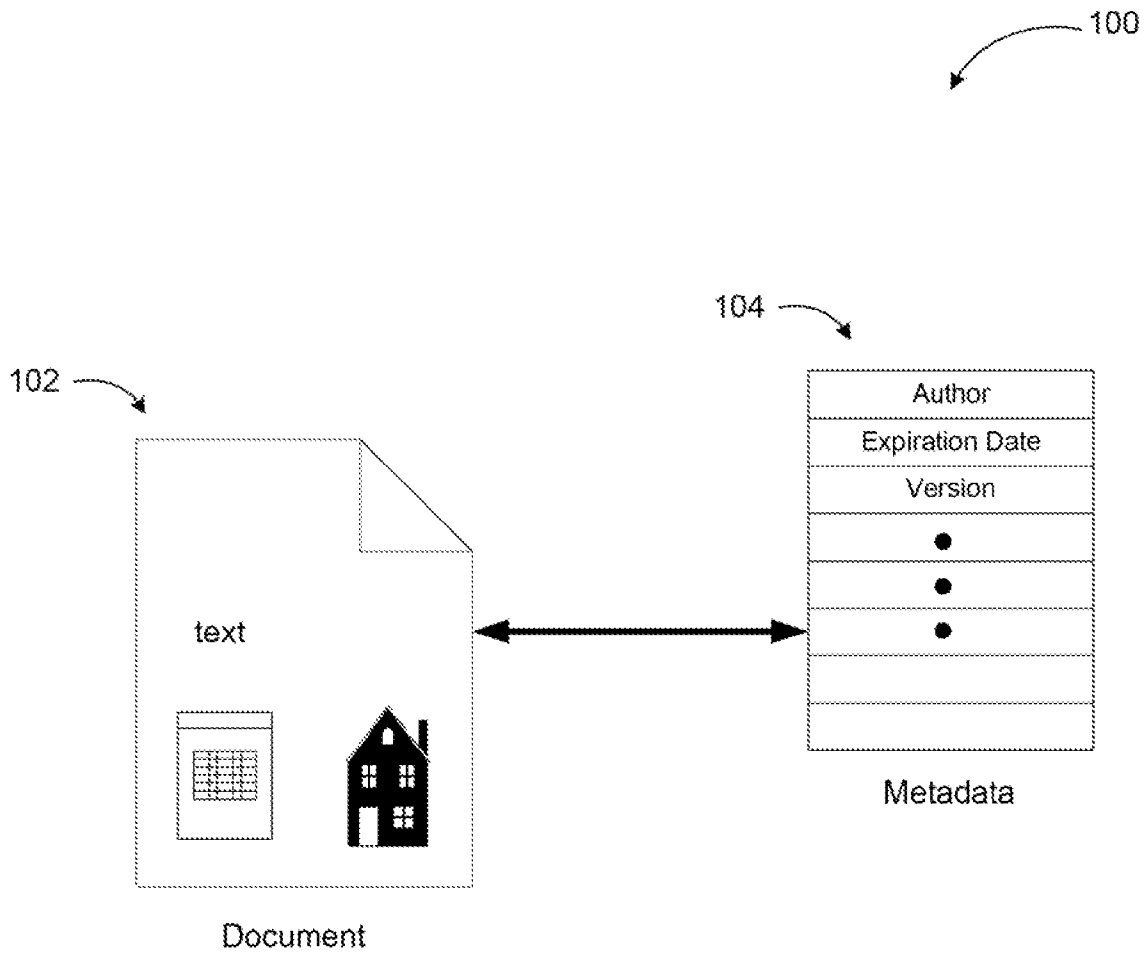 100
104
102
Author
Expiration Date
Version
text
Metadata
Document